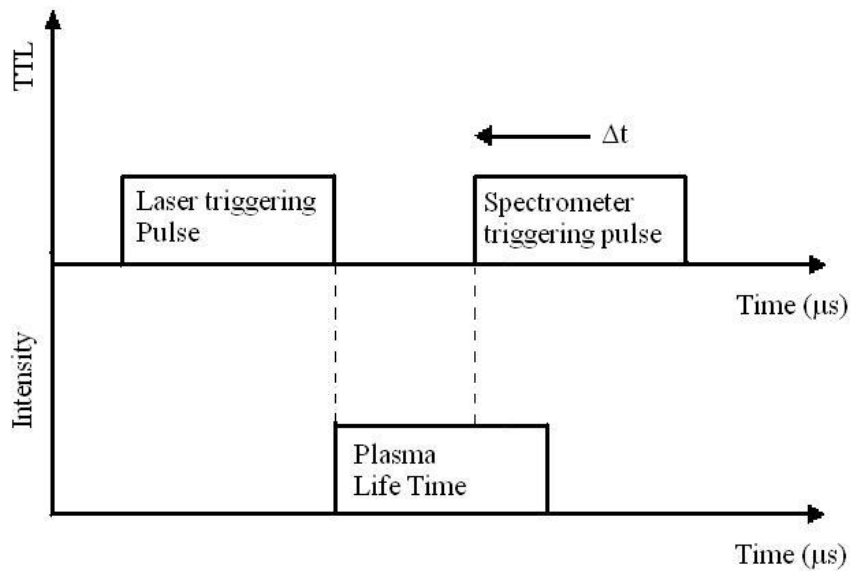 TTL
Δt
Laser triggering
Pulse
Spectrometer
triggering pulse
Time (μs)
Intensity
Plasma
Life Time
Time (μs)